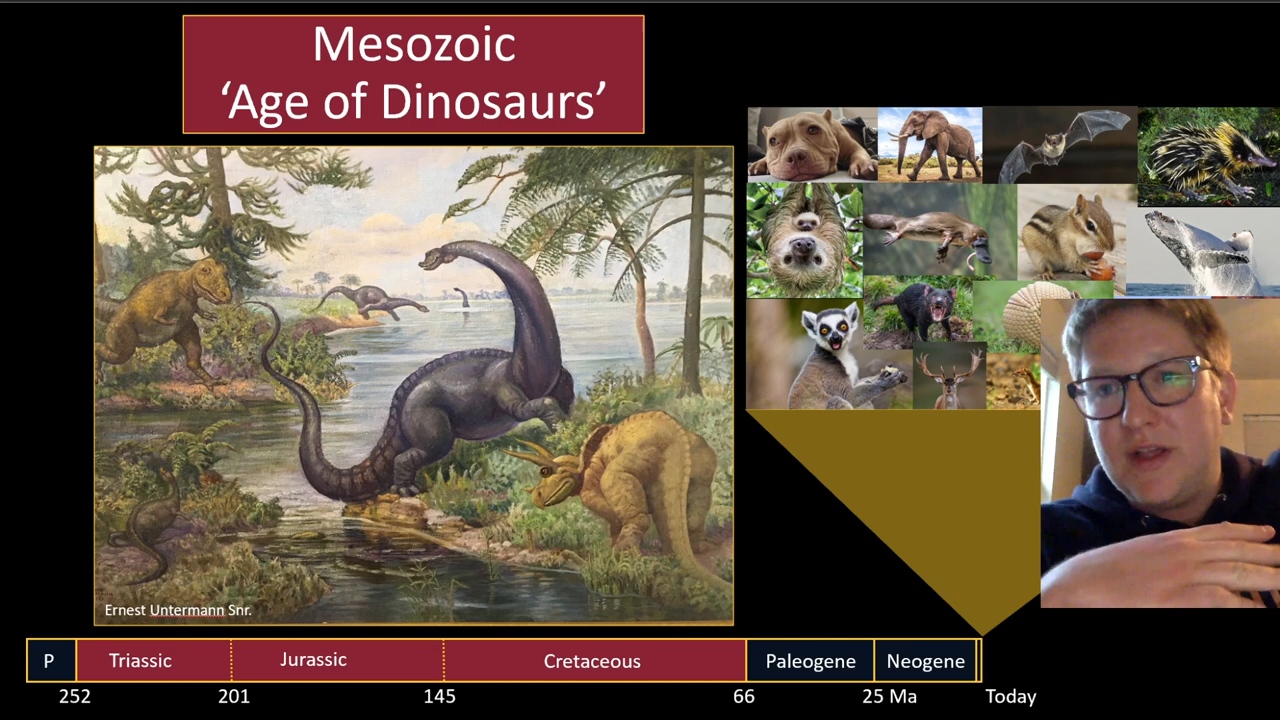 Mesozoic
‘Age of Dinosaurs’
Ernest Untermann Snr.
P Triassic Jurassic Cretaceous Paleogene Neogene
252 201 145 66 25 Ma Today